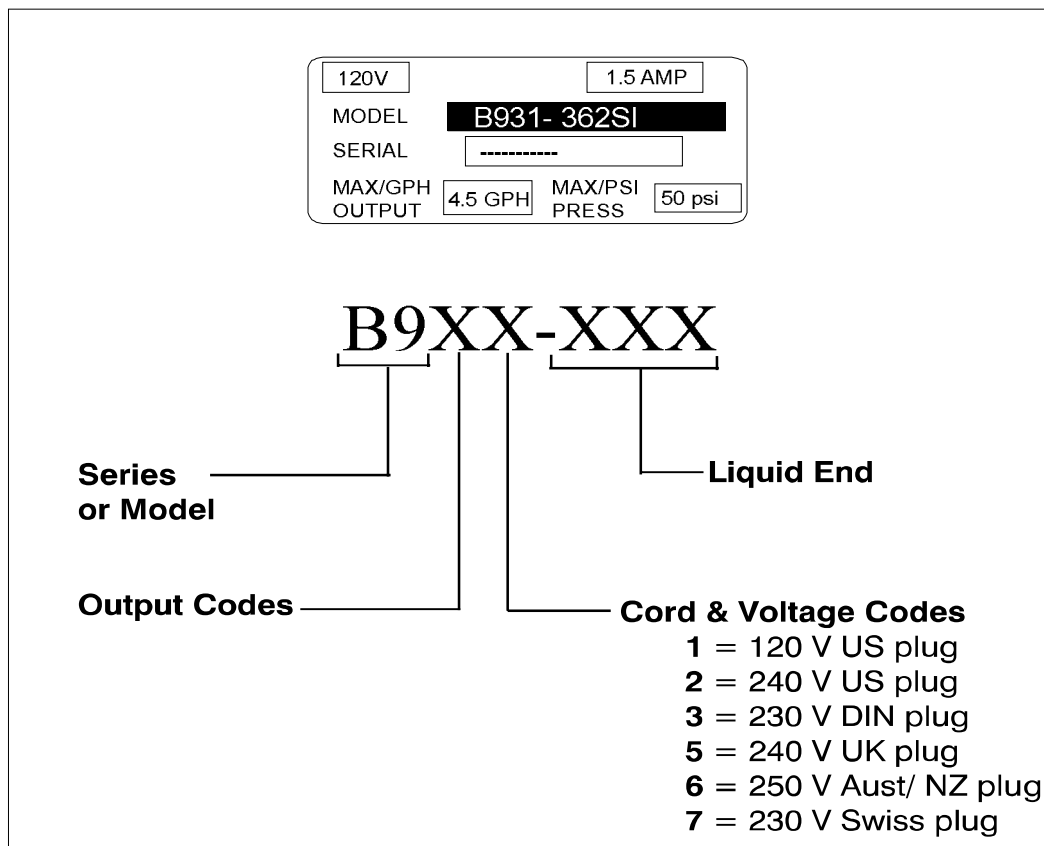 120V 1.5 AMP
MODEL B931- 362SI
SERIAL -----------
MAX/GPH OUTPUT 4.5 GPH MAX/PSI PRESS 50 psi
B9XX-XXX
Series or Model
Liquid End
Output Codes
Cord & Voltage Codes
1 = 120 V US plug
2 = 240 V US plug
3 = 230 V DIN plug
5 = 240 V UK plug
6 = 250 V Aust/ NZ plug
7 = 230 V Swiss plug